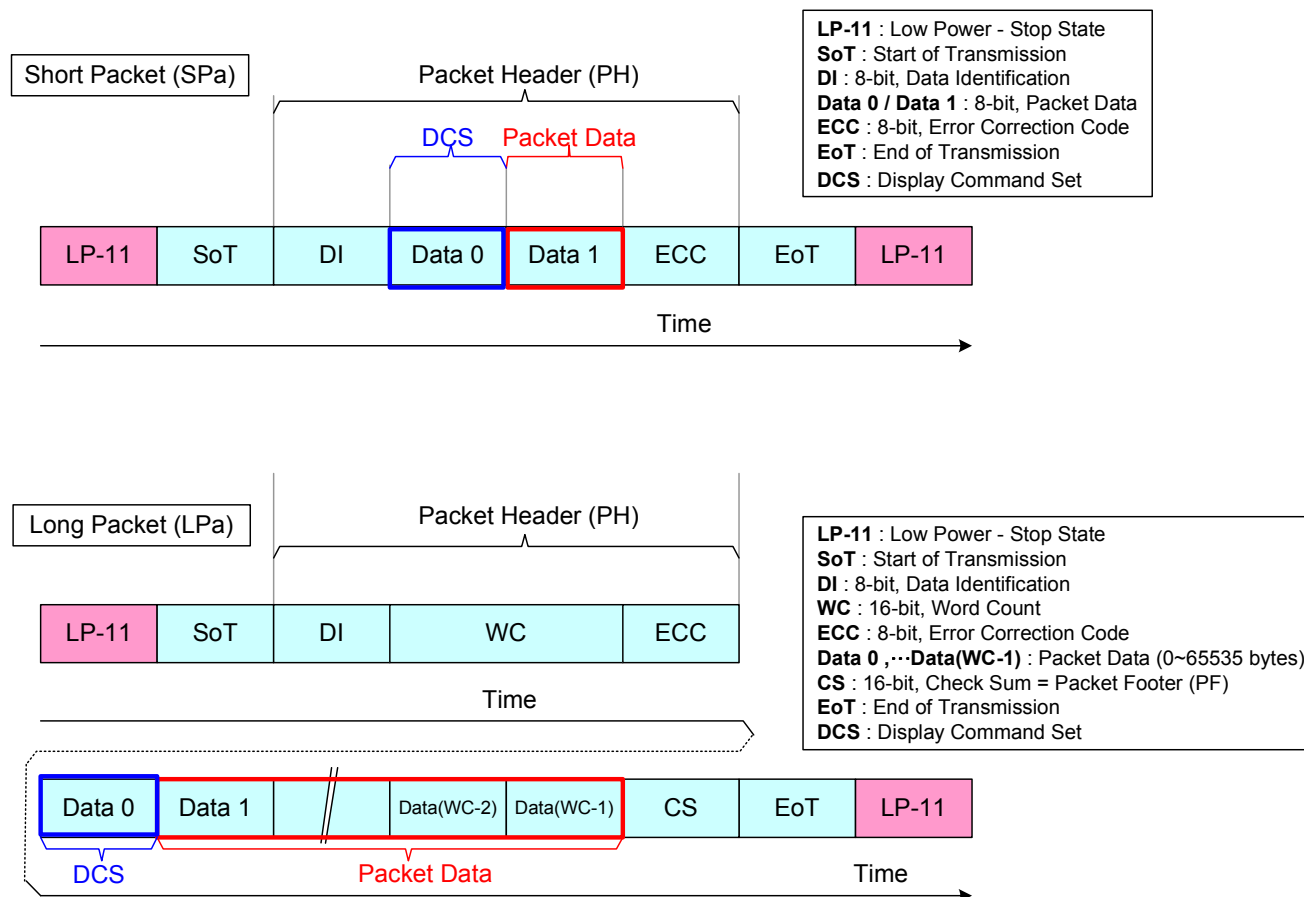 Short Packet (SPa)
Packet Header (PH)
DCS
Packet Data
LP-11 SoT DI Data 0 Data 1 ECC EoT LP-11
Time
LP-11 : Low Power - Stop State
SoT : Start of Transmission
DI : 8-bit, Data Identification
Data 0 / Data 1 : 8-bit, Packet Data
ECC : 8-bit, Error Correction Code
EoT : End of Transmission
DCS : Display Command Set
Long Packet (LPa)
Packet Header (PH)
LP-11 SoT DI WC ECC
Time
LP-11 : Low Power - Stop State
SoT : Start of Transmission
DI : 8-bit, Data Identification
WC : 16-bit, Word Count
ECC : 8-bit, Error Correction Code
Data 0 ,⋯Data(WC-1) : Packet Data (0~65535 bytes)
CS : 16-bit, Check Sum = Packet Footer (PF)
EoT : End of Transmission
DCS : Display Command Set
Data 0 Data 1 // Data(WC-2) Data(WC-1) CS EoT LP-11
DCS Packet Data Time